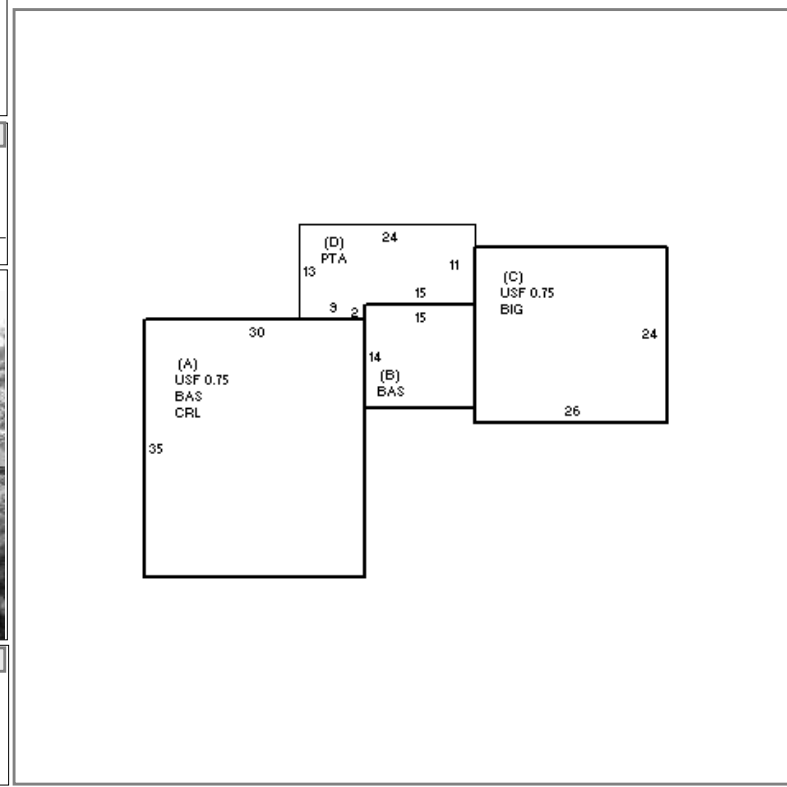 24
(D)
PTA
13
11
9
2
15
15
14
(B)
BAS
(C)
USF 0.75
BIG
24
26
30
(A)
USF 0.75
BAS
CRL
35